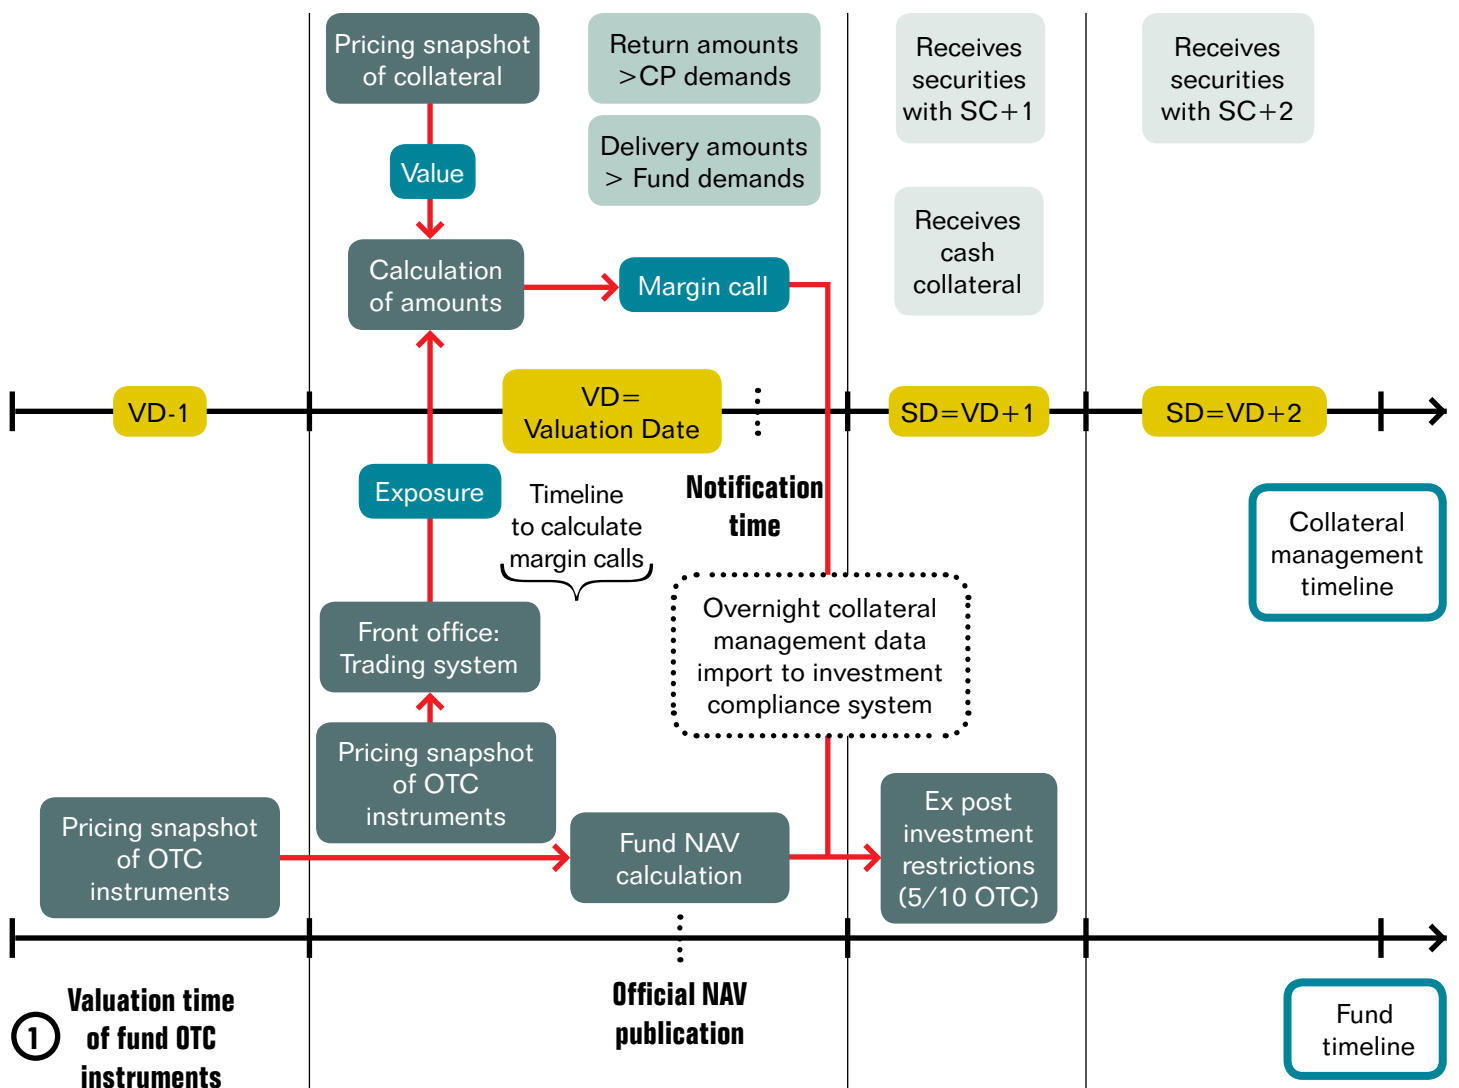 Pricing snapshot
of collateral
Return amounts
>CP demands
Receives
securities
with SC+1
Receives
securities
with SC+2
Value
Delivery amounts
> Fund demands
Receives
cash
collateral
Calculation
of amounts
Margin call
VD-1
VD=
Valuation Date
SD=VD+1
SD=VD+2
Exposure
Timeline
to calculate
margin calls
Notification
time
Collateral
management
timeline
Front office:
Trading system
Overnight collateral
management data
import to investment
compliance system
Pricing snapshot
of OTC
instruments
Pricing snapshot
of OTC
instruments
Fund NAV
calculation
Ex post
investment
restrictions
(5/10 OTC)
1
Valuation time
of fund OTC
instruments
Official NAV
publication
Fund
timeline